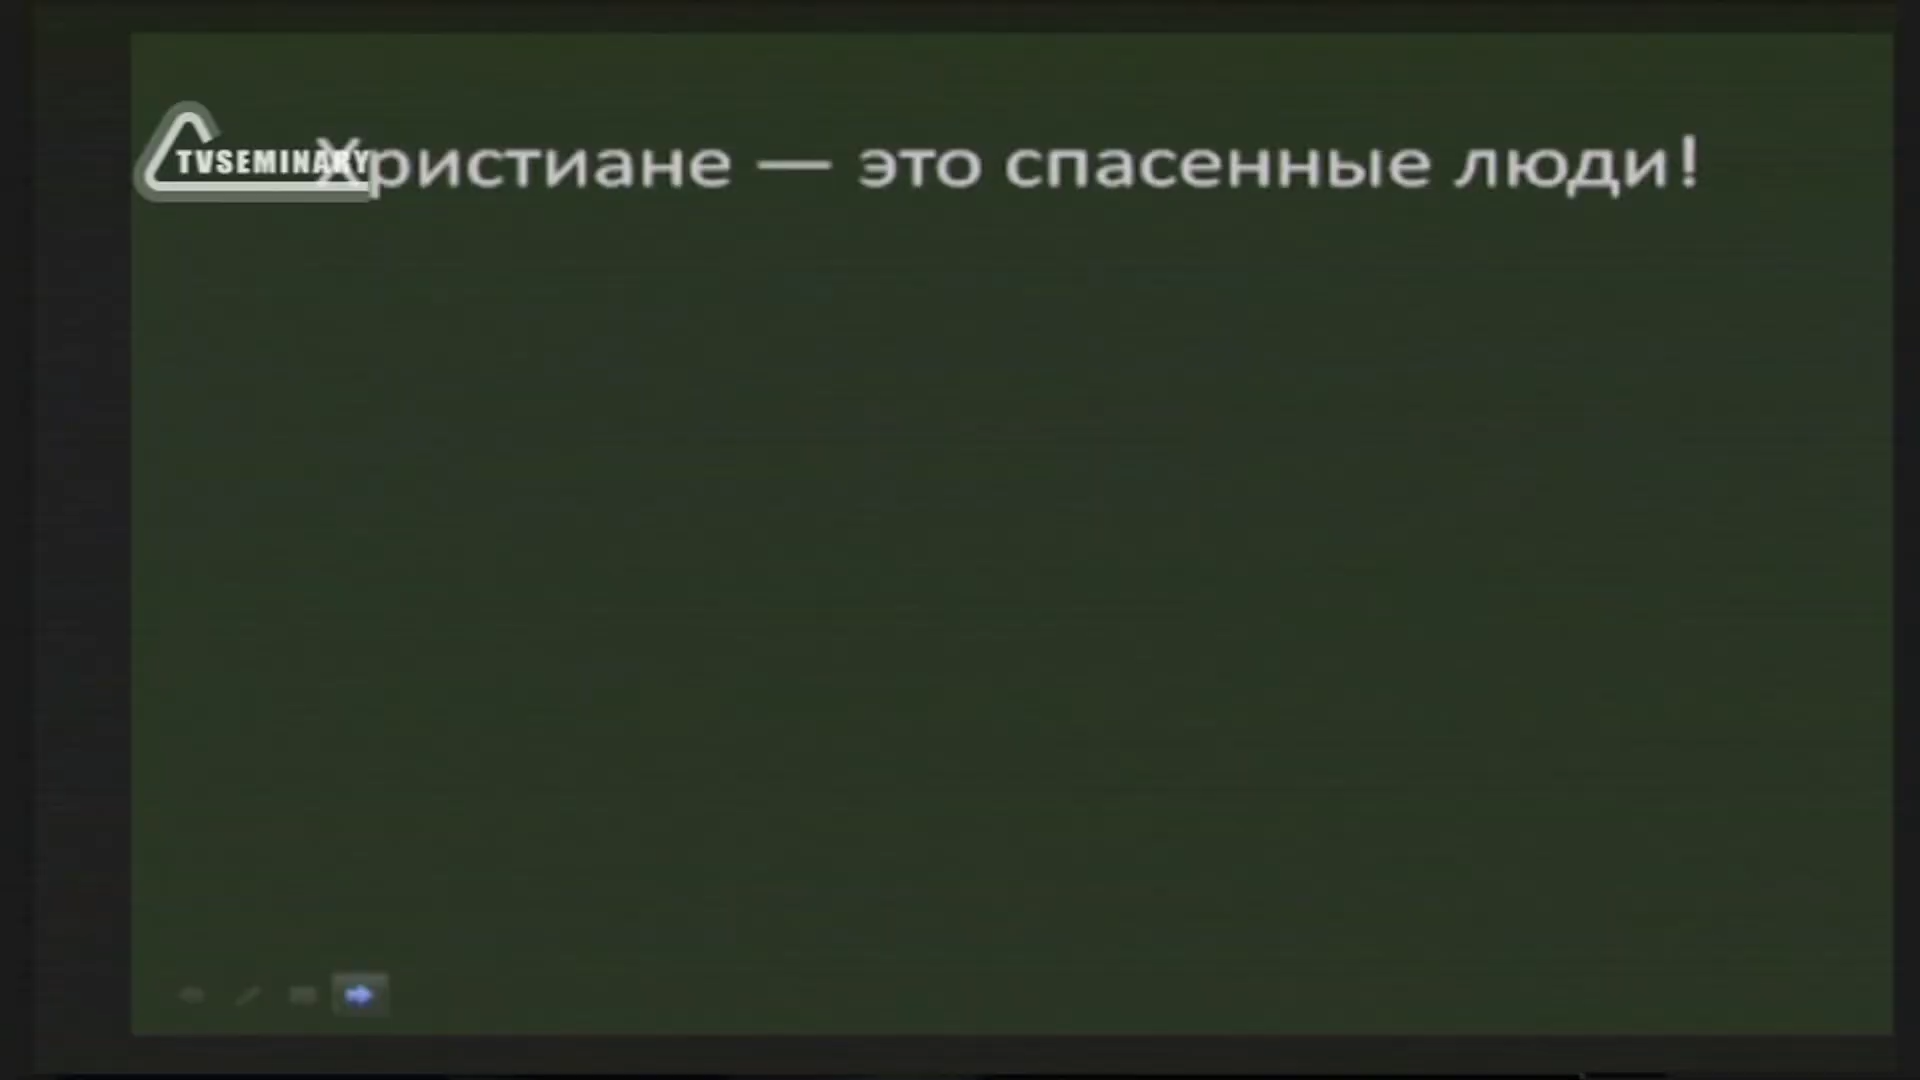 TVSEMINARY
Христиане — это спасенные люди!